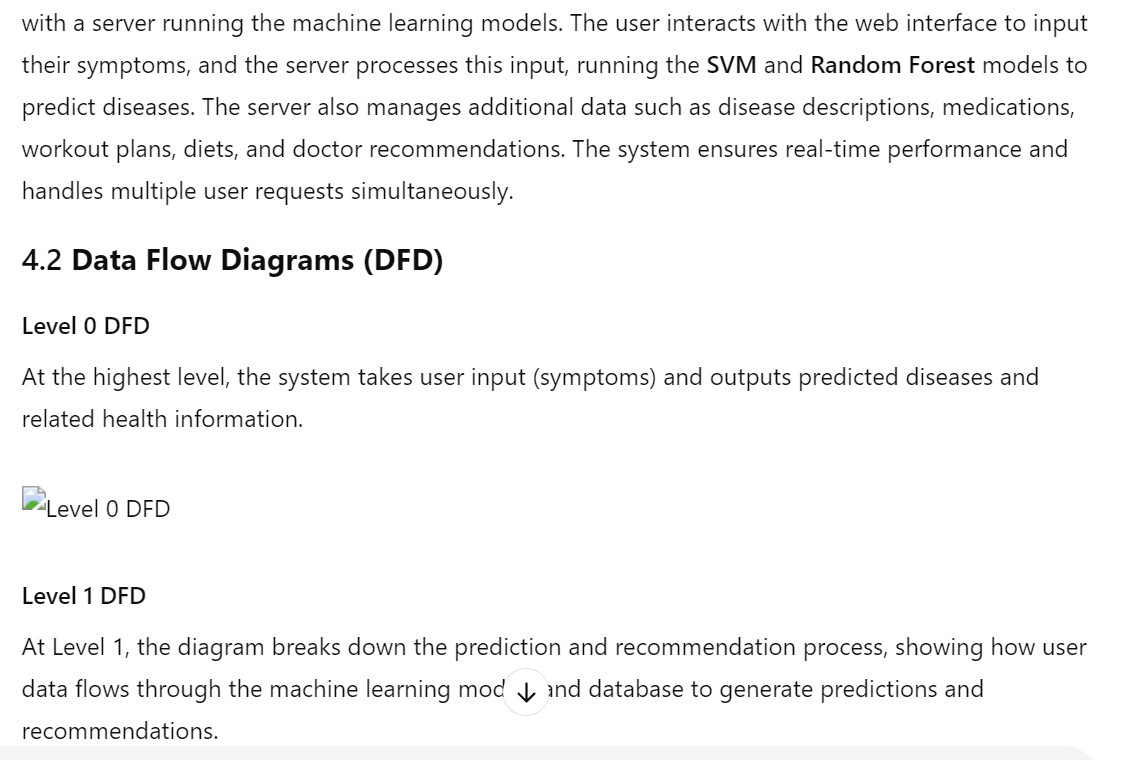 with a server running the machine learning models. The user interacts with the web interface to input
their symptoms, and the server processes this input, running the SVM and Random Forest models to
predict diseases. The server also manages additional data such as disease descriptions, medications,
workout plans, diets, and doctor recommendations. The system ensures real-time performance and
handles multiple user requests simultaneously.
4.2 Data Flow Diagrams (DFD)
Level 0 DFD
At the highest level, the system takes user input (symptoms) and outputs predicted diseases and
related health information.
Level 0 DFD
Level 1 DFD
At Level 1, the diagram breaks down the prediction and recommendation process, showing how user
data flows through the machine learning and database to generate predictions and
recommendations.